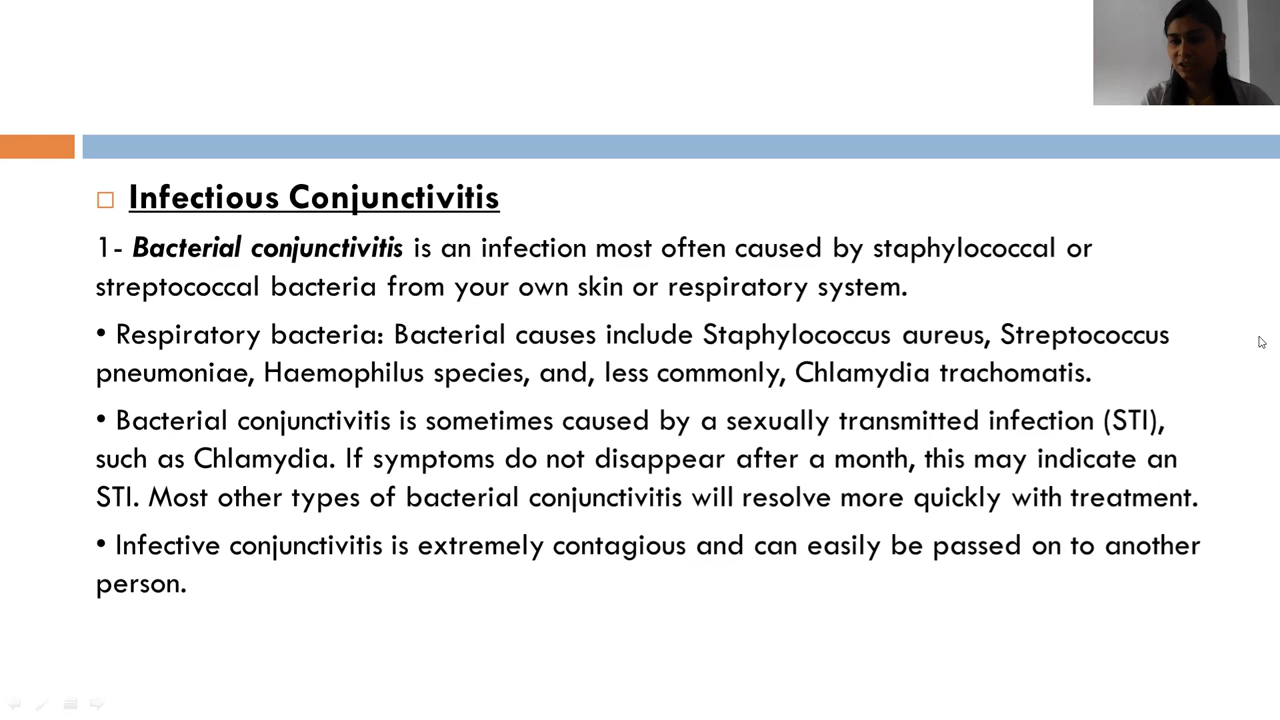 Infectious Conjunctivitis
1- Bacterial conjunctivitis is an infection most often caused by staphylococcal or
streptococcal bacteria from your own skin or respiratory system.
• Respiratory bacteria: Bacterial causes include Staphylococcus aureus, Streptococcus
pneumoniae, Haemophilus species, and, less commonly, Chlamydia trachomatis.
• Bacterial conjunctivitis is sometimes caused by a sexually transmitted infection (STI),
such as Chlamydia. If symptoms do not disappear after a month, this may indicate an
STI. Most other types of bacterial conjunctivitis will resolve more quickly with treatment.
• Infective conjunctivitis is extremely contagious and can easily be passed on to another
person.